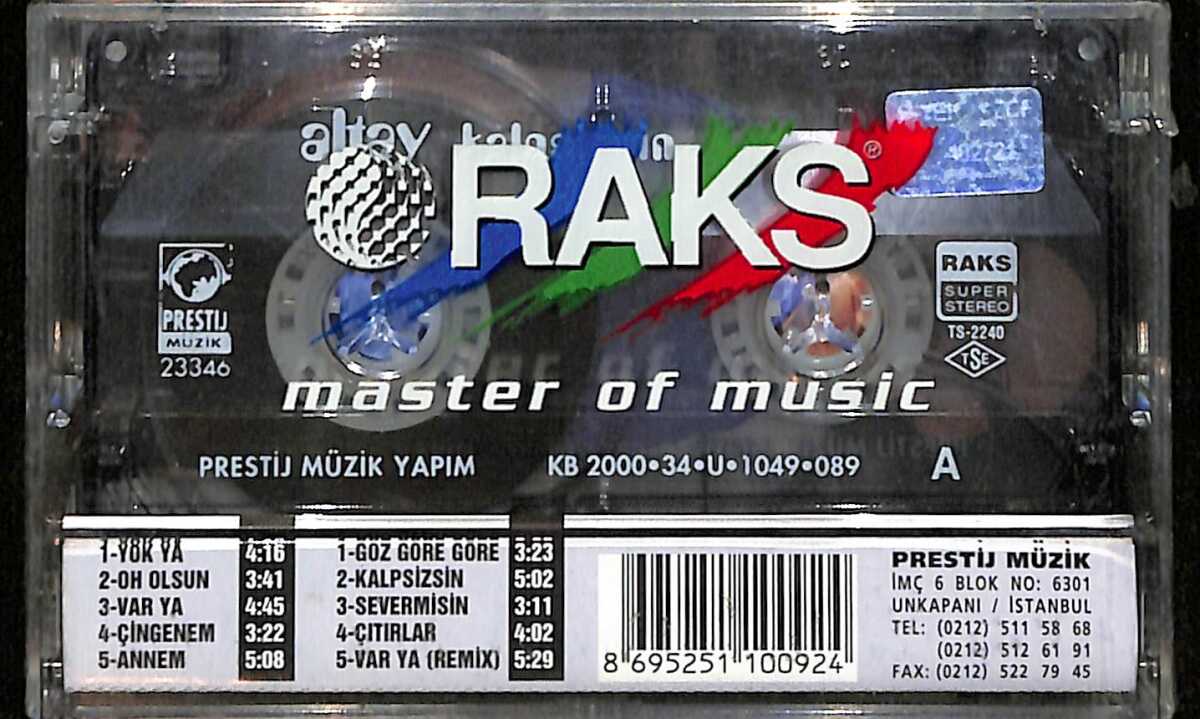 altay
RAKS®
PRESTİJ
MÜZİK
23346
RAKS
SUPER
STEREO
TS-2240
TSE
master of music
PRESTİJ MÜZİK YAPIM KB 2000•34•U•1049•089 A
1-YOK YA 4:16
2-OH OLSUN 3:41
3-VAR YA 4:45
4-ÇİNGENEM 3:22
5-ANNEM 5:08
1-GÖZ GÖRE GÖRE 3:23
2-KALPSİZSİN 5:02
3-SEVERMİSİN 3:11
4-ÇITIRLAR 4:02
5-VAR YA (REMIX) 5:29
8 695251 100924
PRESTİJ MÜZİK
İMÇ 6 BLOK NO: 6301
UNKAPANI / İSTANBUL
TEL: (0212) 511 58 68
(0212) 512 61 91
FAX: (0212) 522 79 45